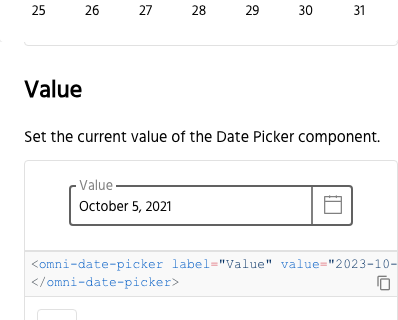 25 26 27 28 29 30 31
Value
Set the current value of the Date Picker component.
Value
October 5, 2021
<omni-date-picker label="Value" value="2023-10-
</omni-date-picker>